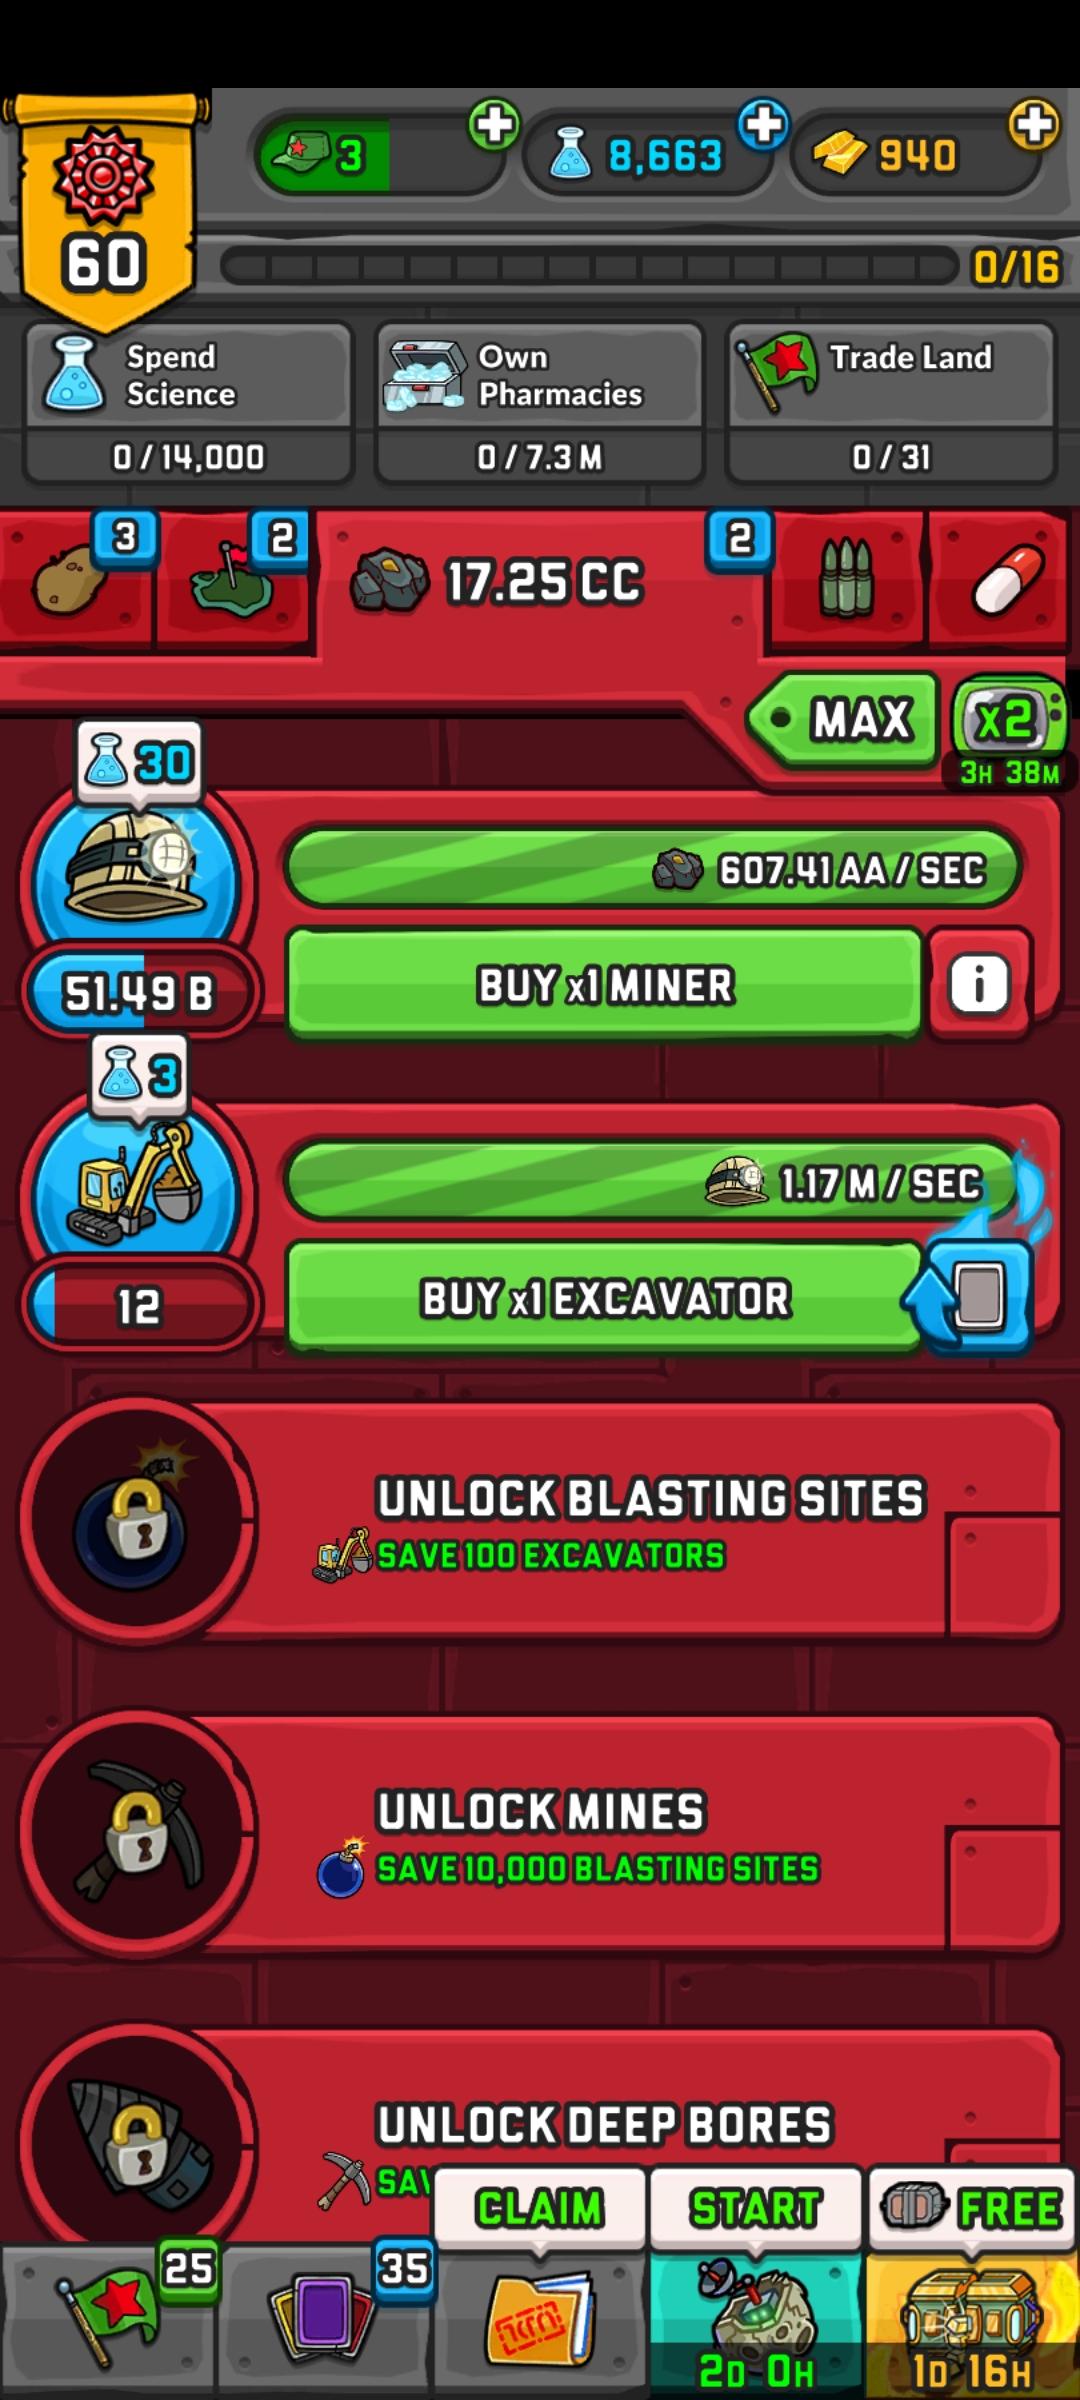 3
8,663
940
60
0/16
Spend
Science
0 / 14,000
Own
Pharmacies
0 / 7.3 M
Trade Land
0 / 31
3
2
17.25 CC
2
MAX
x2
3H 38M
30
607.41 AA / SEC
51.49 B
BUY x1 MINER
i
3
1.17 M / SEC
12
BUY x1 EXCAVATOR
UNLOCK BLASTING SITES
SAVE 100 EXCAVATORS
UNLOCK MINES
SAVE 10,000 BLASTING SITES
UNLOCK DEEP BORES
SAV
CLAIM
START
FREE
25
35
2D 0H
1D 16H